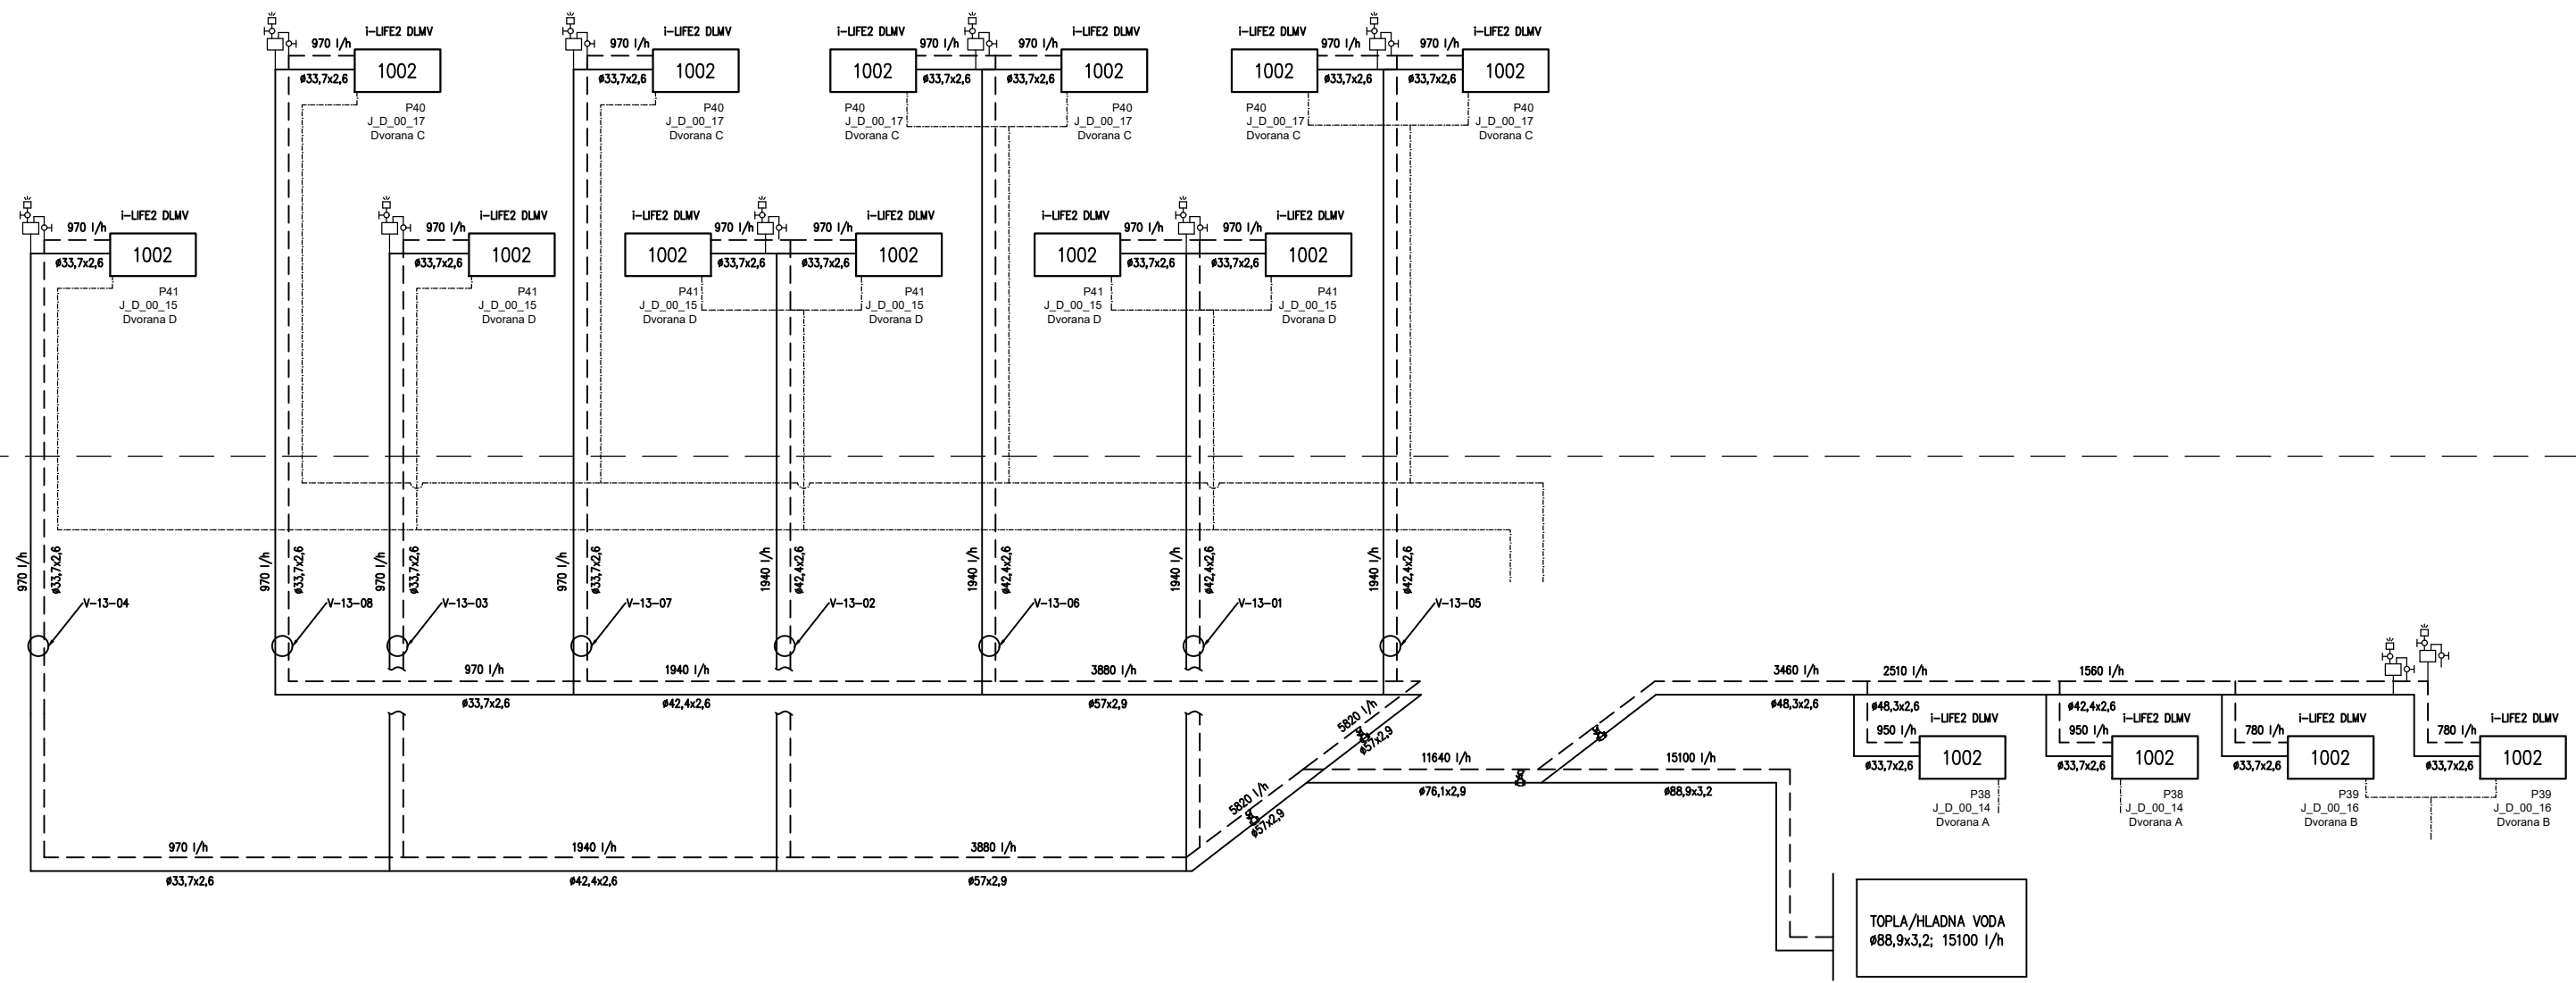 i-LIFE2 DLMV
970 l/h
1002
ø33,7x2,6
P40
J_D_00_17
Dvorana C
i-LIFE2 DLMV
970 l/h
1002
ø33,7x2,6
P40
J_D_00_17
Dvorana C
i-LIFE2 DLMV
i-LIFE2 DLMV
970 l/h
970 l/h
1002
1002
ø33,7x2,6
ø33,7x2,6
P40
P40
J_D_00_17
J_D_00_17
Dvorana C
Dvorana C
i-LIFE2 DLMV
i-LIFE2 DLMV
970 l/h
970 l/h
1002
1002
ø33,7x2,6
ø33,7x2,6
P40
P40
J_D_00_17
J_D_00_17
Dvorana C
Dvorana C
i-LIFE2 DLMV
970 l/h
1002
ø33,7x2,6
P41
J_D_00_15
Dvorana D
i-LIFE2 DLMV
970 l/h
1002
ø33,7x2,6
P41
J_D_00_15
Dvorana D
i-LIFE2 DLMV
i-LIFE2 DLMV
970 l/h
970 l/h
1002
1002
ø33,7x2,6
ø33,7x2,6
P41
P41
J_D_00_15
J_D_00_15
Dvorana D
Dvorana D
i-LIFE2 DLMV
i-LIFE2 DLMV
970 l/h
970 l/h
1002
1002
ø33,7x2,6
ø33,7x2,6
P41
P41
J_D_00_15
J_D_00_15
Dvorana D
Dvorana D
970 l/h
ø33,7x2,6
970 l/h
ø33,7x2,6
970 l/h
ø33,7x2,6
970 l/h
ø33,7x2,6
1940 l/h
ø42,4x2,6
1940 l/h
ø42,4x2,6
1940 l/h
ø42,4x2,6
1940 l/h
ø42,4x2,6
V-13-04
V-13-08
V-13-03
V-13-07
V-13-02
V-13-06
V-13-01
V-13-05
970 l/h
1940 l/h
3880 l/h
ø33,7x2,6
ø42,4x2,6
ø57x2,9
5820 l/h
ø57x2,9
5820 l/h
ø57x2,9
970 l/h
1940 l/h
3880 l/h
ø33,7x2,6
ø42,4x2,6
ø57x2,9
11640 l/h
15100 l/h
ø76,1x2,9
ø88,9x3,2
3460 l/h
2510 l/h
1560 l/h
ø48,3x2,6
ø48,3x2,6
ø42,4x2,6
i-LIFE2 DLMV
950 l/h
1002
ø33,7x2,6
P38
J_D_00_14
Dvorana A
i-LIFE2 DLMV
950 l/h
1002
ø33,7x2,6
P38
J_D_00_14
Dvorana A
i-LIFE2 DLMV
780 l/h
1002
ø33,7x2,6
P39
J_D_00_16
Dvorana B
i-LIFE2 DLMV
780 l/h
1002
ø33,7x2,6
P39
J_D_00_16
Dvorana B
TOPLA/HLADNA VODA
ø88,9x3,2; 15100 l/h